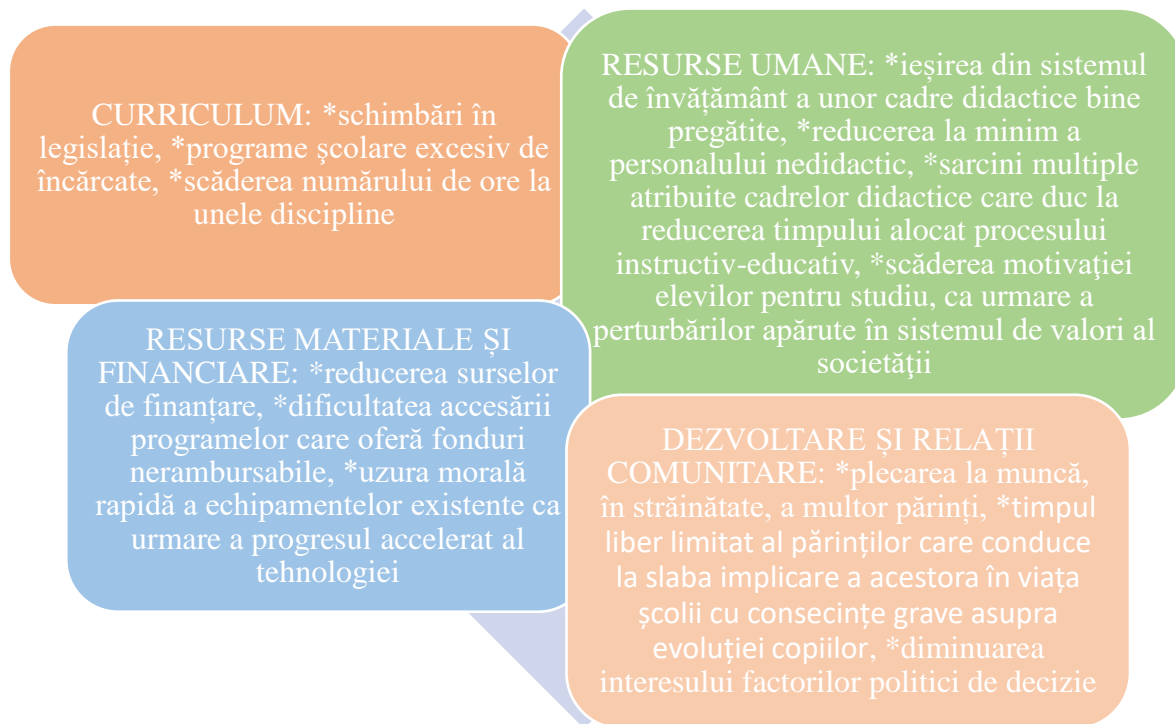 CURRICULUM: *schimbări în
legislație, *programe şcolare excesiv de
încărcate, *scăderea numărului de ore la
unele discipline
RESURSE UMANE: *ieșirea din sistemul
de învățământ a unor cadre didactice bine
pregătite, *reducerea la minim a
personalului nedidactic, *sarcini multiple
atribuite cadrelor didactice care duc la
reducerea timpului alocat procesului
instructiv-educativ, *scăderea motivaţiei
elevilor pentru studiu, ca urmare a
perturbărilor apărute în sistemul de valori al
societăţii
RESURSE MATERIALE ȘI
FINANCIARE: *reducerea surselor
de finanțare, *dificultatea accesării
programelor care oferă fonduri
nerambursabile, *uzura morală
rapidă a echipamentelor existente ca
urmare a progresul accelerat al
tehnologiei
DEZVOLTARE ȘI RELAȚII
COMUNITARE: *plecarea la muncă,
în străinătate, a multor părinți, *timpul
liber limitat al părinților care conduce
la slaba implicare a acestora în viața
școlii cu consecințe grave asupra
evoluției copiilor, *diminuarea
interesului factorilor politici de decizie